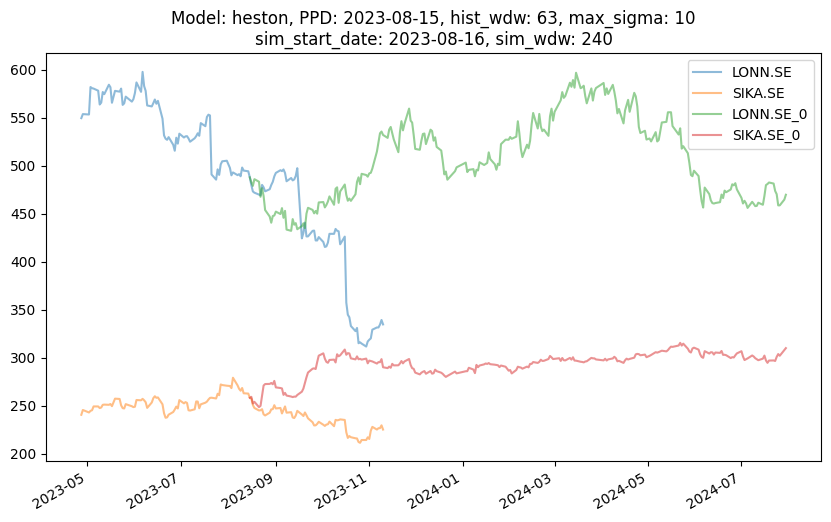 Model: heston, PPD: 2023-08-15, hist_wdw: 63, max_sigma: 10
sim_start_date: 2023-08-16, sim_wdw: 240
LONN.SE
SIKA.SE
LONN.SE_0
SIKA.SE_0
600
550
500
450
400
350
300
250
200
2023-05
2023-07
2023-09
2023-11
2024-01
2024-03
2024-05
2024-07